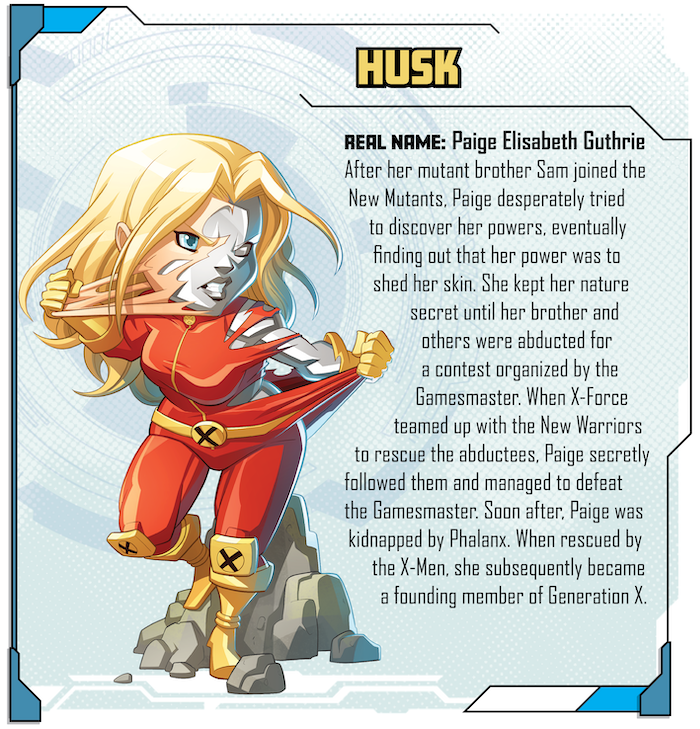 HUSK
REAL NAME: Paige Elisabeth Guthrie
After her mutant brother Sam joined the
New Mutants, Paige desperately tried
to discover her powers, eventually
finding out that her power was to
shed her skin. She kept her nature
secret until her brother and
others were abducted for
a contest organized by the
Gamesmaster. When X-Force
teamed up with the New Warriors
to rescue the abductees, Paige secretly
followed them and managed to defeat
the Gamesmaster. Soon after, Paige was
kidnapped by Phalanx. When rescued by
the X-Men, she subsequently became
a founding member of Generation X.
X
X
X